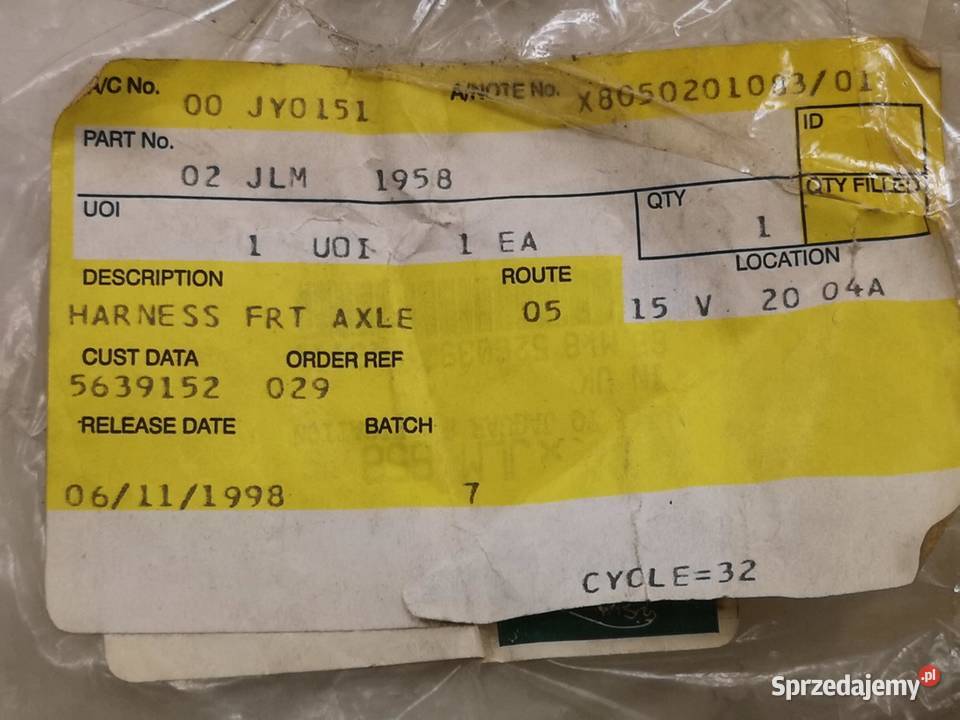 A/C No. 00 JY0151 A/NOTE No. X8050201003/01
PART No. ID
02 JLM 1958
UOI QTY QTY FILLED
1 UOI 1 EA 1
DESCRIPTION ROUTE LOCATION
HARNESS FRT AXLE 05 15 V 20 04A
CUST DATA ORDER REF
5639152 029
RELEASE DATE BATCH
06/11/1998 7
CYCLE=32
Sprzedajemy.pl